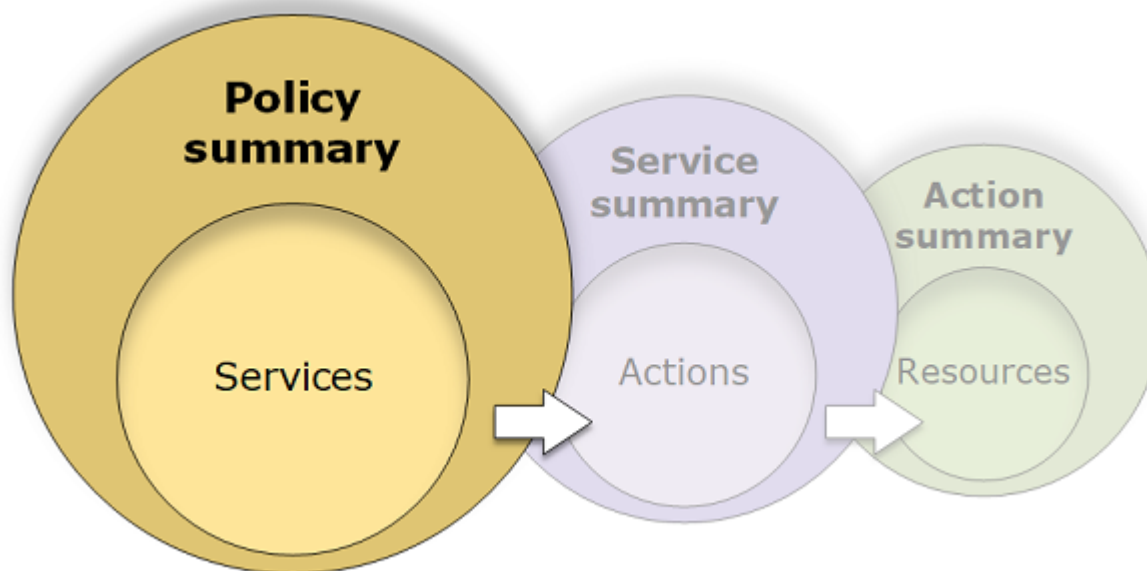 Policy
summary
Services
Service
summary
Actions
Action
summary
Resources